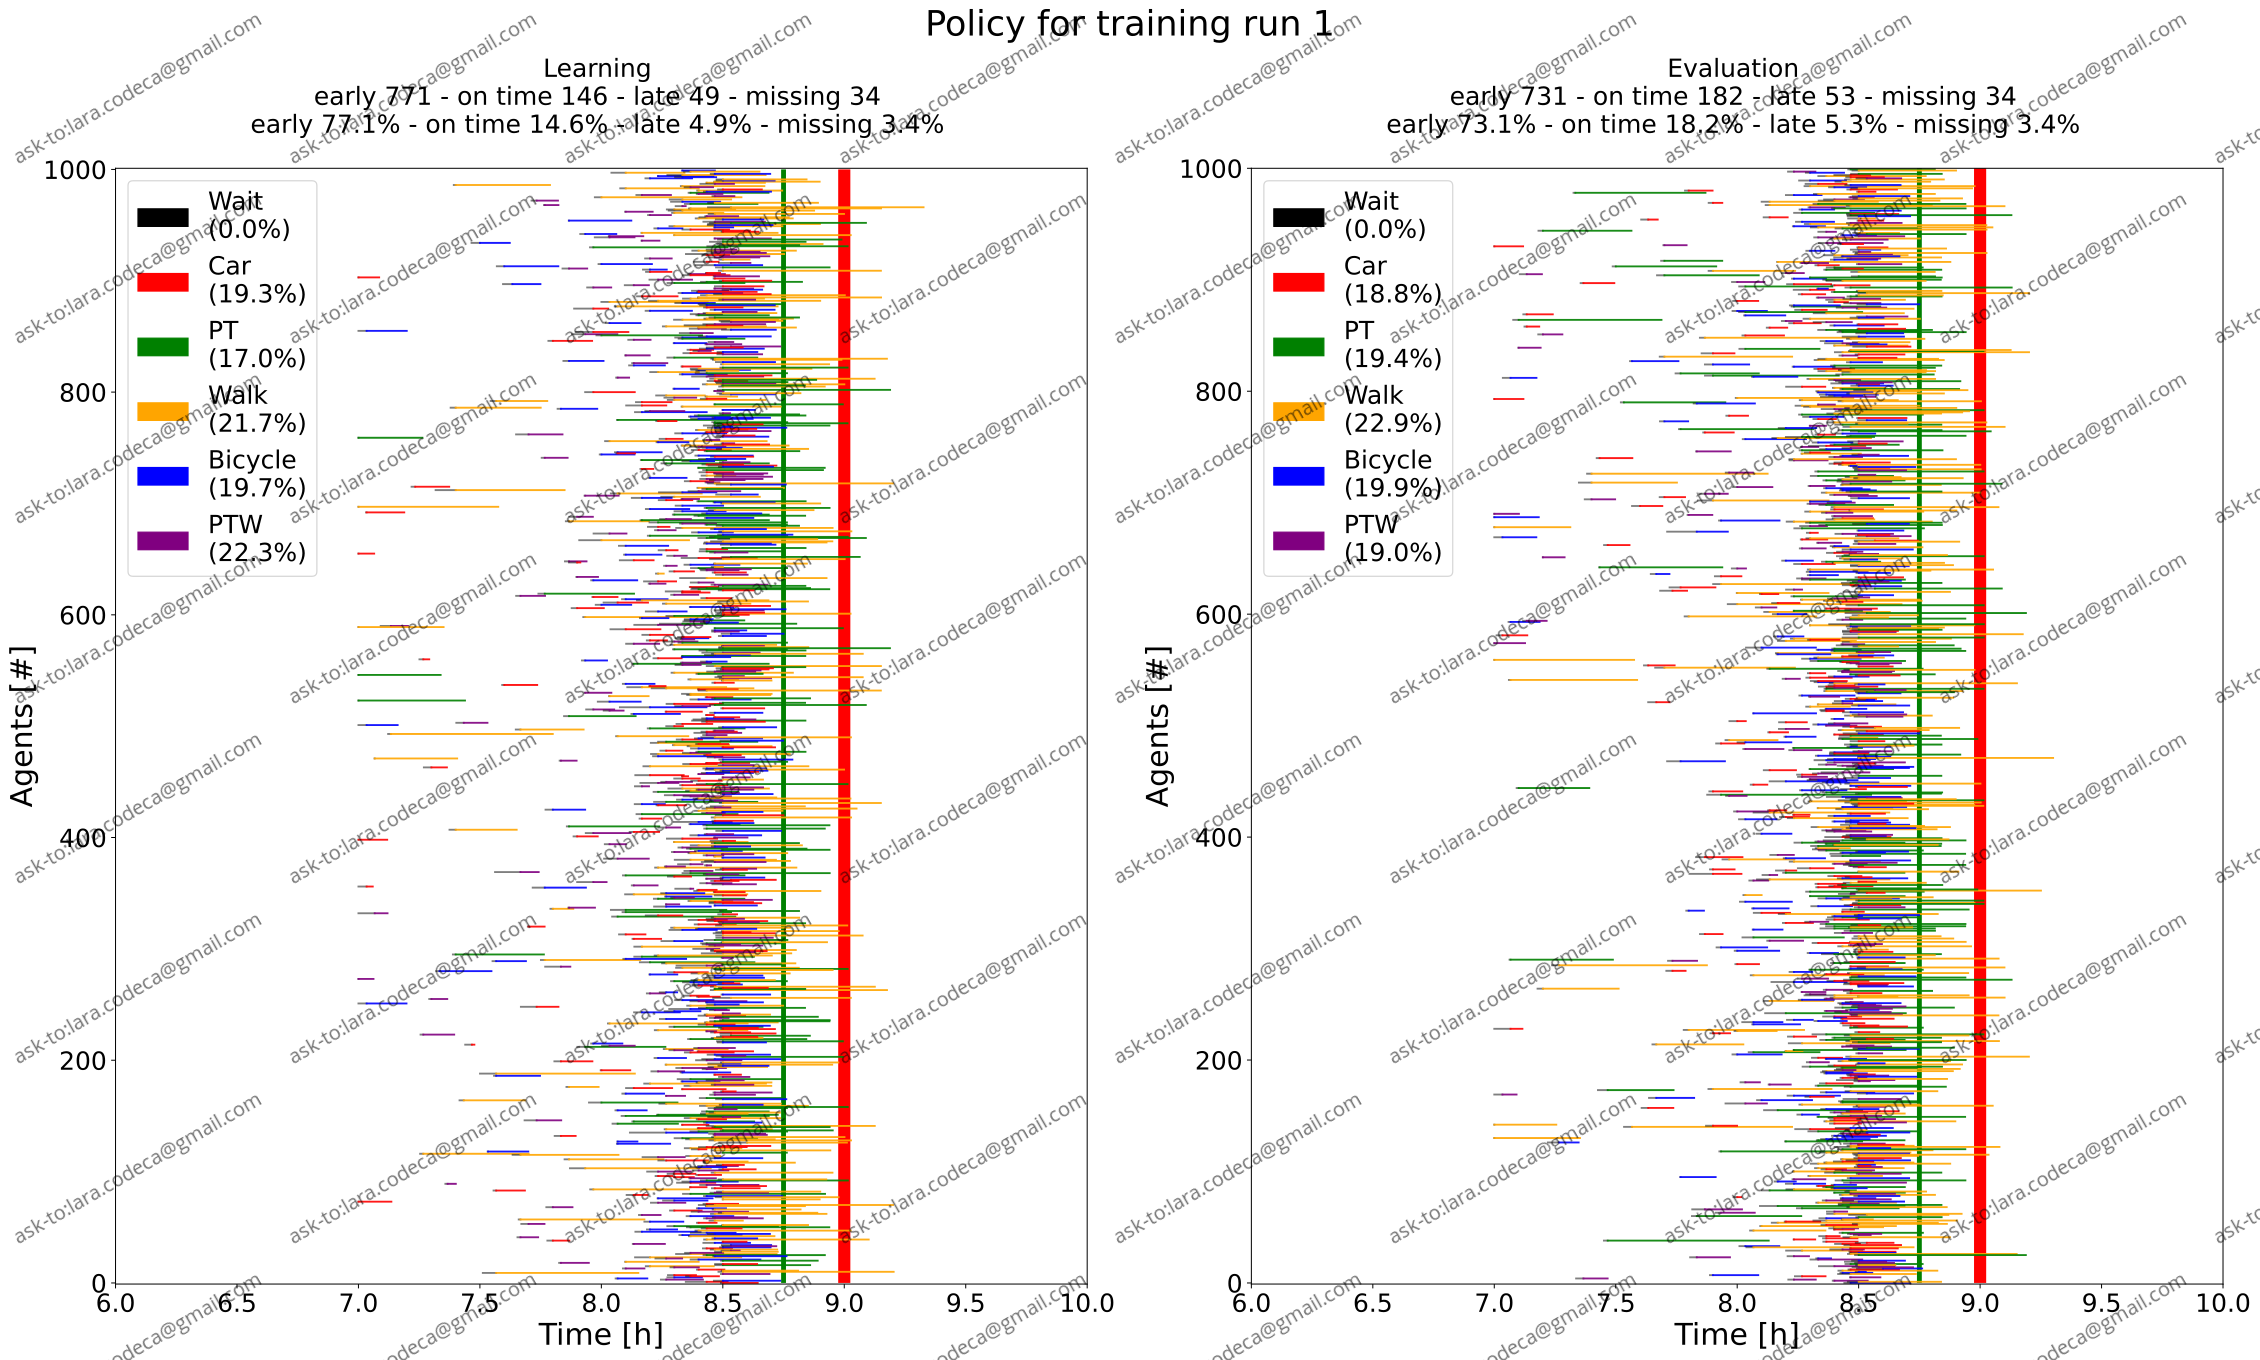 Policy for training run 1
Learning
early 771 - on time 146 - late 49 - missing 34
early 77.1% - on time 14.6% - late 4.9% - missing 3.4%
1000
800
600
400
200
0
Agents [#]
Wait
(0.0%)
Car
(19.3%)
PT
(17.0%)
Walk
(21.7%)
Bicycle
(19.7%)
PTW
(22.3%)
6.0 6.5 7.0 7.5 8.0 8.5 9.0 9.5 10.0
Time [h]
Evaluation
early 731 - on time 182 - late 53 - missing 34
early 73.1% - on time 18.2% - late 5.3% - missing 3.4%
1000
800
600
400
200
0
Agents [#]
Wait
(0.0%)
Car
(18.8%)
PT
(19.4%)
Walk
(22.9%)
Bicycle
(19.9%)
PTW
(19.0%)
6.0 6.5 7.0 7.5 8.0 8.5 9.0 9.5 10.0
Time [h]
ask-to:lara.codeca@gmail.com